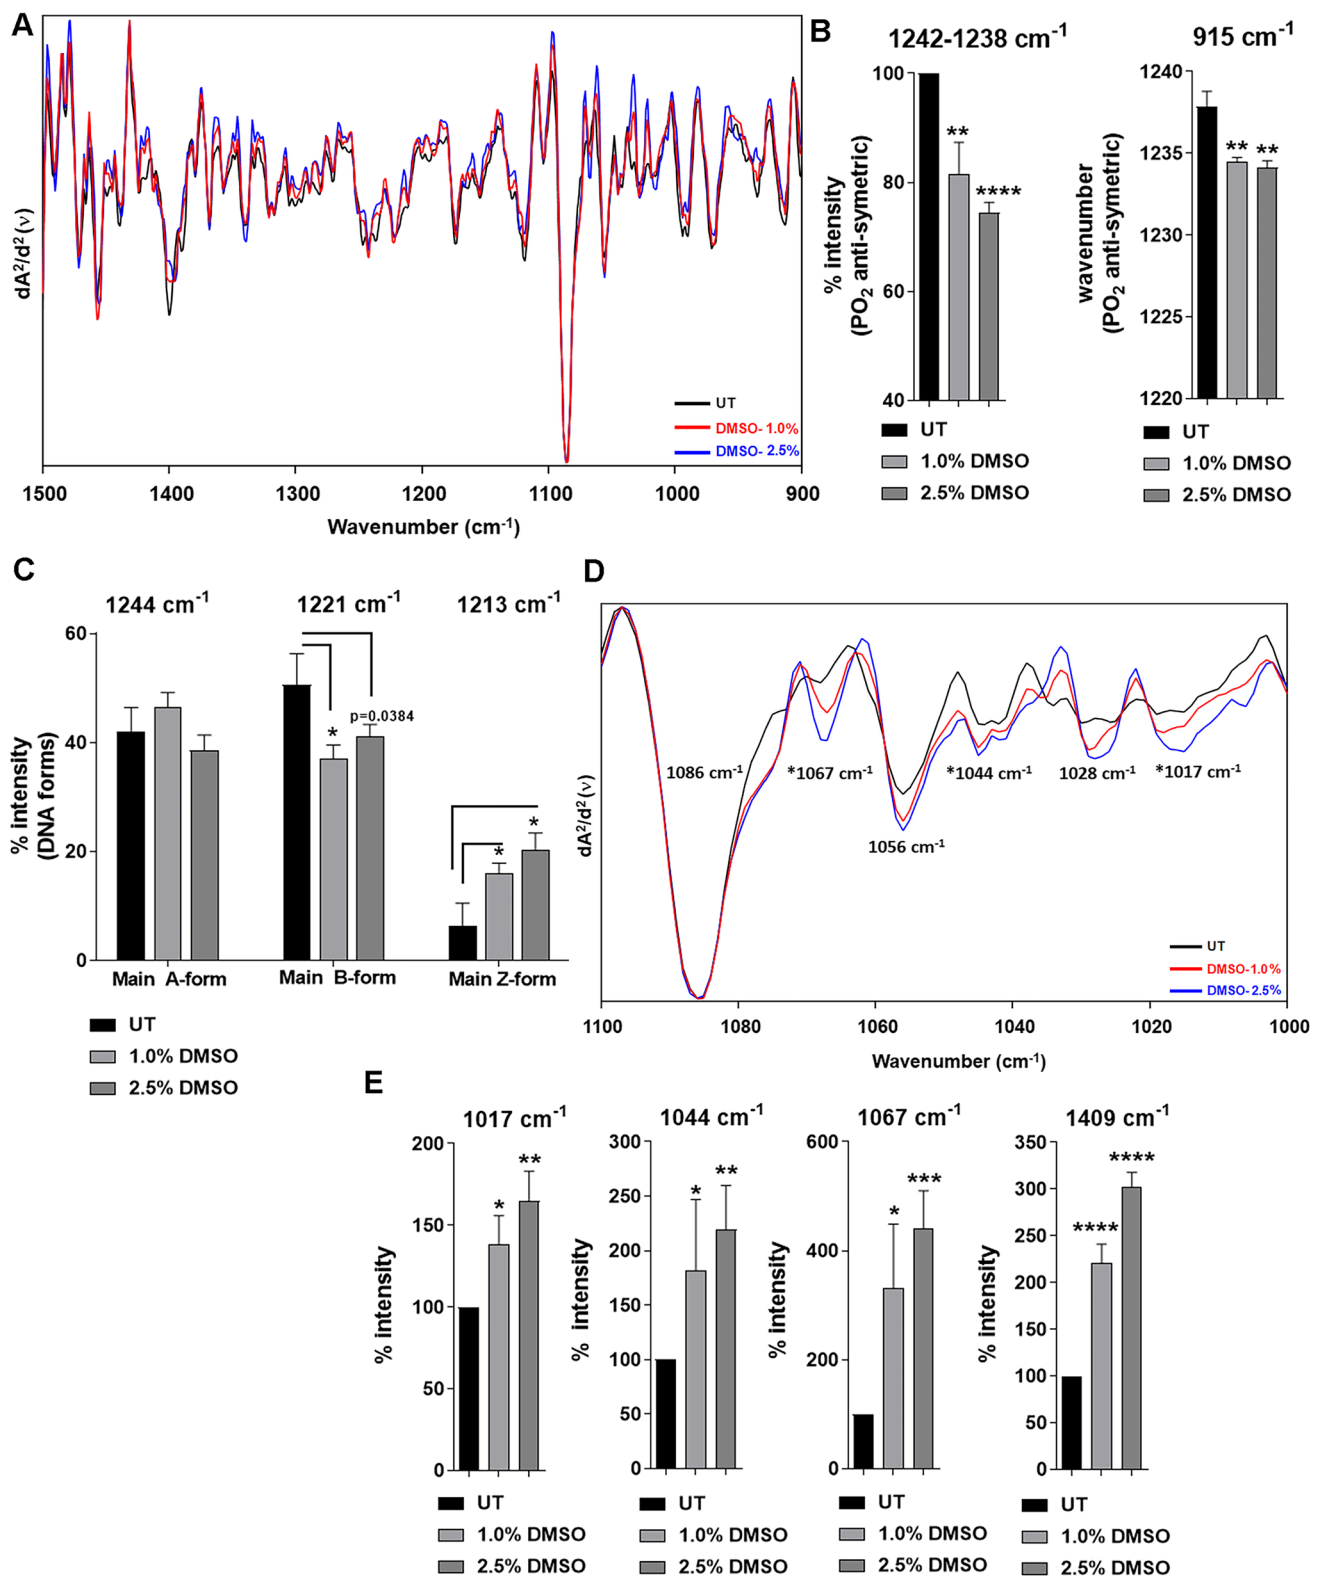 A
dA²/d² (ν)
UT
DMSO- 1.0%
DMSO- 2.5%
1500 1400 1300 1200 1100 1000 900
Wavenumber (cm⁻¹)
B
1242-1238 cm⁻¹
% intensity
(PO₂ anti-symetric)
100
80
60
40
**
****
UT
1.0% DMSO
2.5% DMSO
915 cm⁻¹
wavenumber
(PO₂ anti-symetric)
1240
1235
1230
1225
1220
** **
UT
1.0% DMSO
2.5% DMSO
C
1244 cm⁻¹ 1221 cm⁻¹ 1213 cm⁻¹
% intensity
(DNA forms)
60
40
20
0
p=0.0384
*
*
*
Main A-form Main B-form Main Z-form
UT
1.0% DMSO
2.5% DMSO
D
dA²/d² (ν)
1086 cm⁻¹ *1067 cm⁻¹ *1044 cm⁻¹ 1028 cm⁻¹ *1017 cm⁻¹
1056 cm⁻¹
UT
DMSO-1.0%
DMSO-2.5%
1100 1080 1060 1040 1020 1000
Wavenumber (cm⁻¹)
E
1017 cm⁻¹
% intensity
200
150
100
50
0
* **
UT
1.0% DMSO
2.5% DMSO
1044 cm⁻¹
% intensity
300
250
200
150
100
50
0
* **
UT
1.0% DMSO
2.5% DMSO
1067 cm⁻¹
% intensity
600
400
200
0
* ***
UT
1.0% DMSO
2.5% DMSO
1409 cm⁻¹
% intensity
350
300
250
200
150
100
50
0
**** ****
UT
1.0% DMSO
2.5% DMSO